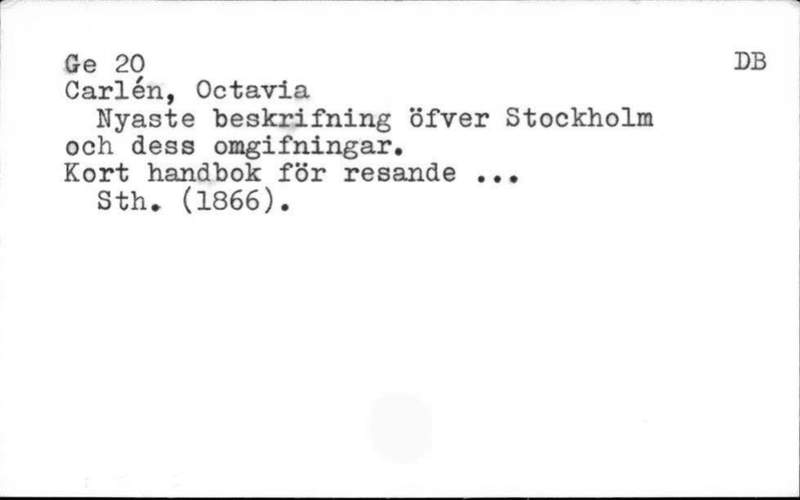 Ge 20 DB
Carlén, Octavia
Nyaste beskrifning öfver Stockholm
och dess omgifningar.
Kort handbok för resande ...
Sth. (1866).